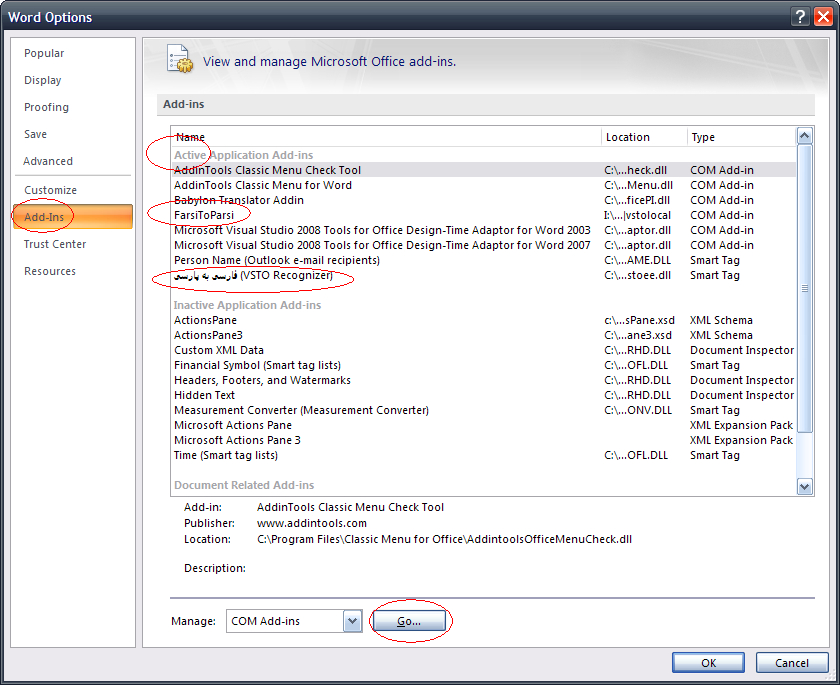 Word Options
Popular
Display
Proofing
Save
Advanced
Customize
Add-Ins
Trust Center
Resources
View and manage Microsoft Office add-ins.
Add-ins
Name Location Type
Active Application Add-ins
AddinTools Classic Menu Check Tool C:\...heck.dll COM Add-in
AddinTools Classic Menu for Word C:\...Menu.dll COM Add-in
Babylon Translator Addin C:\...ficePI.dll COM Add-in
FarsiToParsi I:\...|vstolocal COM Add-in
Microsoft Visual Studio 2008 Tools for Office Design-Time Adaptor for Word 2003 C:\...aptor.dll COM Add-in
Microsoft Visual Studio 2008 Tools for Office Design-Time Adaptor for Word 2007 C:\...aptor.dll COM Add-in
Person Name (Outlook e-mail recipients) C:\...AME.DLL Smart Tag
فارسی به پارسی (VSTO Recognizer) C:\...stoee.dll Smart Tag
Inactive Application Add-ins
ActionsPane c:\...sPane.xsd XML Schema
ActionsPane3 C:\...ane3.xsd XML Schema
Custom XML Data C:\...RHD.DLL Document Inspector
Financial Symbol (Smart tag lists) C:\...OFL.DLL Smart Tag
Headers, Footers, and Watermarks C:\...RHD.DLL Document Inspector
Hidden Text C:\...RHD.DLL Document Inspector
Measurement Converter (Measurement Converter) C:\...ONV.DLL Smart Tag
Microsoft Actions Pane XML Expansion Pack
Microsoft Actions Pane 3 XML Expansion Pack
Time (Smart tag lists) C:\...OFL.DLL Smart Tag
Document Related Add-ins
Add-in: AddinTools Classic Menu Check Tool
Publisher: www.addintools.com
Location: C:\Program Files\Classic Menu for Office\AddintoolsOfficeMenuCheck.dll
Description:
Manage: COM Add-ins Go...
OK Cancel